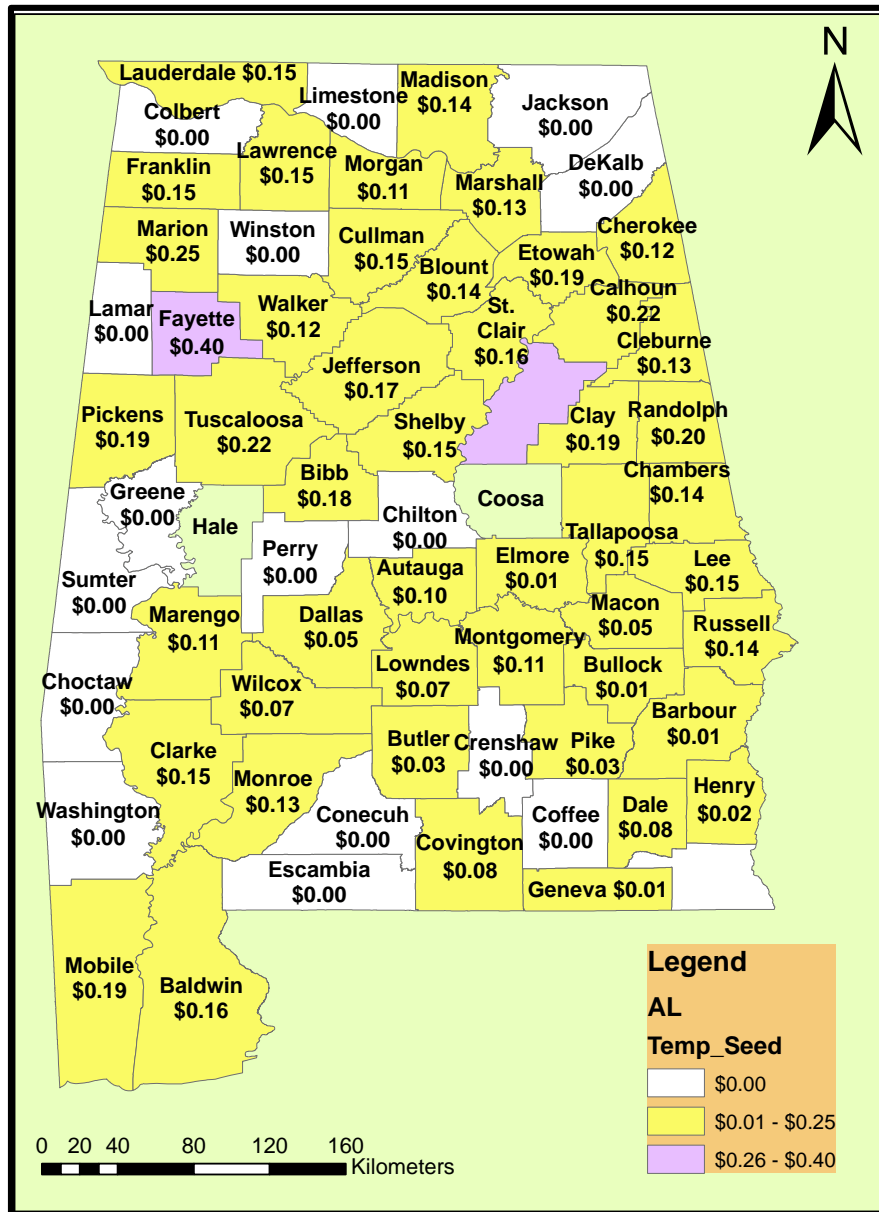 N
Lauderdale $0.15
Madison
$0.14
Limestone
$0.00
Colbert
$0.00
Jackson
$0.00
Lawrence
$0.15
Franklin
$0.15
Morgan
$0.11
DeKalb
$0.00
Marshall
$0.13
Marion
$0.25
Winston
$0.00
Cullman
$0.15
Cherokee
$0.12
Etowah
$0.19
Blount
$0.14
Calhoun
$0.22
Lamar
$0.00
Fayette
$0.40
Walker
$0.12
St.
Clair
$0.16
Cleburne
$0.13
Jefferson
$0.17
Pickens
$0.19
Tuscaloosa
$0.22
Shelby
$0.15
Clay
$0.19
Randolph
$0.20
Bibb
$0.18
Chambers
$0.14
Greene
$0.00
Hale
Chilton
$0.00
Coosa
Tallapoosa
$0.15
Perry
$0.00
Elmore
$0.01
Lee
$0.15
Sumter
$0.00
Autauga
$0.10
Marengo
$0.11
Dallas
$0.05
Macon
$0.05
Russell
$0.14
Montgomery
$0.11
Lowndes
$0.07
Bullock
$0.01
Choctaw
$0.00
Wilcox
$0.07
Barbour
$0.01
Clarke
$0.15
Butler
$0.03
Crenshaw
$0.00
Pike
$0.03
Monroe
$0.13
Henry
$0.02
Washington
$0.00
Conecuh
$0.00
Coffee
$0.00
Dale
$0.08
Covington
$0.08
Escambia
$0.00
Geneva $0.01
Mobile
$0.19
Baldwin
$0.16
Legend
AL
Temp_Seed
$0.00
$0.01 - $0.25
$0.26 - $0.40
0 20 40 80 120 160
Kilometers